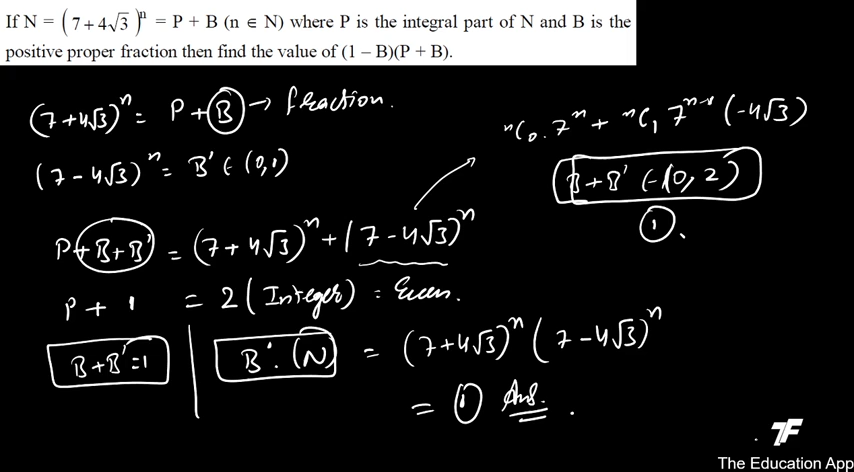 If N = (7 + 4√3)ⁿ = P + B (n ∈ N) where P is the integral part of N and B is the
positive proper fraction then find the value of (1 – B)(P + B).
(7+4√3)ⁿ = P + B → fraction.
(7-4√3)ⁿ = B' ∈ (0,1)
ⁿC₀. 7ⁿ + ⁿC₁ 7ⁿ⁻¹ (-4√3)
B+B' ∈ (0,2)
①.
P+B+B' = (7+4√3)ⁿ + (7-4√3)ⁿ
P + 1 = 2 (Integer) = Even.
B+B'=1
B'. (N) = (7+4√3)ⁿ (7-4√3)ⁿ
= ① Ans.
The Education App